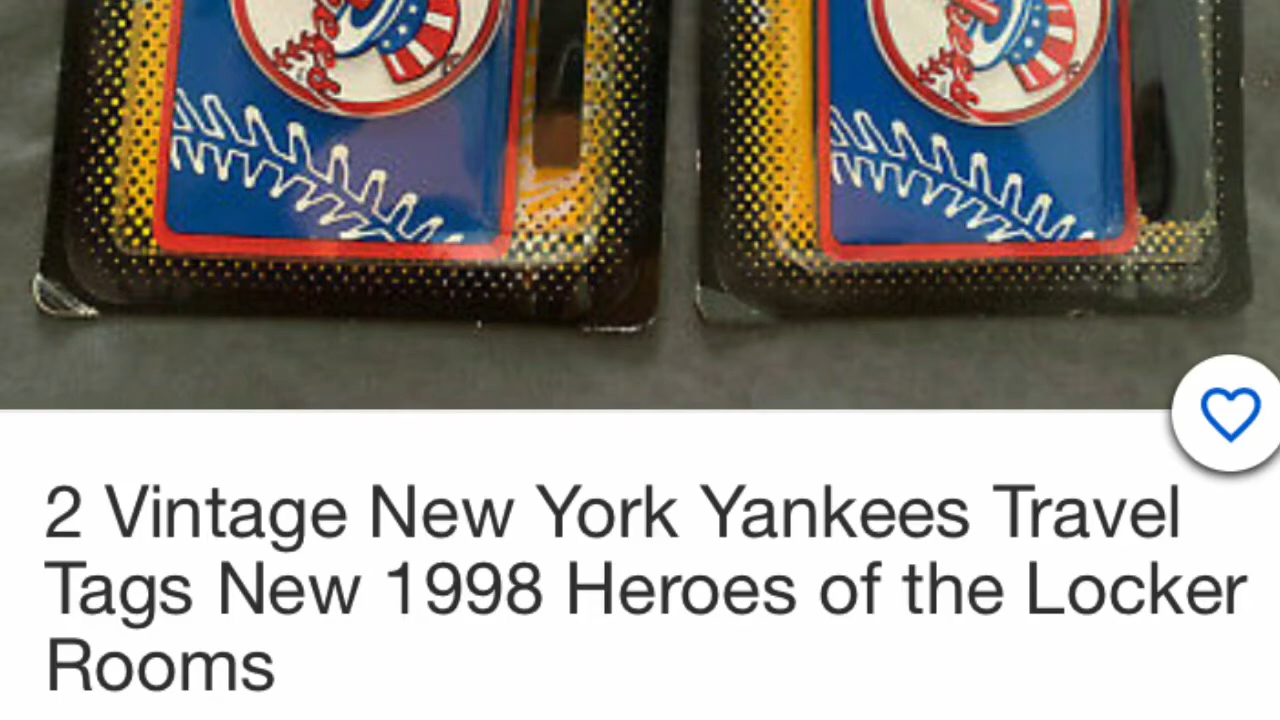 2 Vintage New York Yankees Travel
Tags New 1998 Heroes of the Locker
Rooms